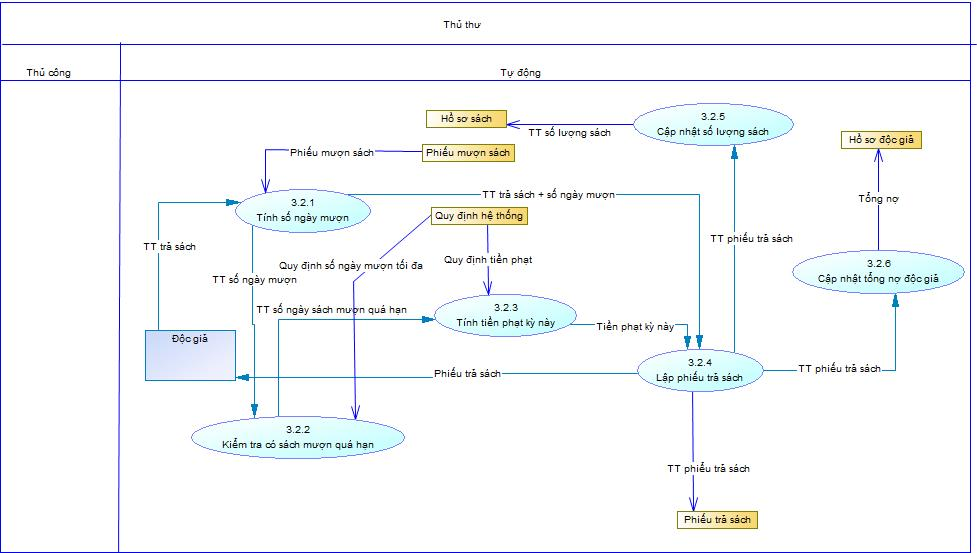 Thủ thư
Thủ công
Tự động
Hồ sơ sách
TT số lượng sách
3.2.5
Cập nhật số lượng sách
Hồ sơ độc giả
Phiếu mượn sách
Phiếu mượn sách
3.2.1
Tính số ngày mượn
TT trả sách + số ngày mượn
Tổng nợ
Quy định hệ thống
TT trả sách
TT phiếu trả sách
Quy định số ngày mượn tối đa
Quy định tiền phạt
3.2.6
Cập nhật tổng nợ độc giả
TT số ngày mượn
TT số ngày sách mượn quá hạn
3.2.3
Tính tiền phạt kỳ này
Tiền phạt kỳ này
Độc giả
3.2.4
Lập phiếu trả sách
TT phiếu trả sách
Phiếu trả sách
3.2.2
Kiểm tra có sách mượn quá hạn
TT phiếu trả sách
Phiếu trả sách